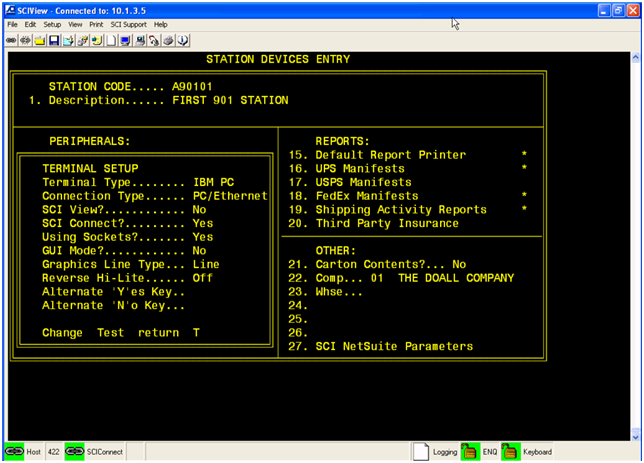 SCIView - Connected to: 10.1.3.5
File Edit Setup View Print SCI Support Help
STATION DEVICES ENTRY
STATION CODE..... A90101
1. Description...... FIRST 901 STATION
PERIPHERALS:
TERMINAL SETUP
Terminal Type........ IBM PC
Connection Type...... PC/Ethernet
SCI View?............ No
SCI Connect?......... Yes
Using Sockets?....... Yes
GUI Mode?............ No
Graphics Line Type... Line
Reverse Hi-Lite...... Off
Alternate 'Y'es Key..
Alternate 'N'o Key...
Change Test return T
REPORTS:
15. Default Report Printer *
16. UPS Manifests *
17. USPS Manifests
18. FedEx Manifests *
19. Shipping Activity Reports *
20. Third Party Insurance
OTHER:
21. Carton Contents?... No
22. Comp... 01 THE DOALL COMPANY
23. Whse...
24.
25.
26.
27. SCI NetSuite Parameters
Host 422 SCIConnect Logging ENQ Keyboard